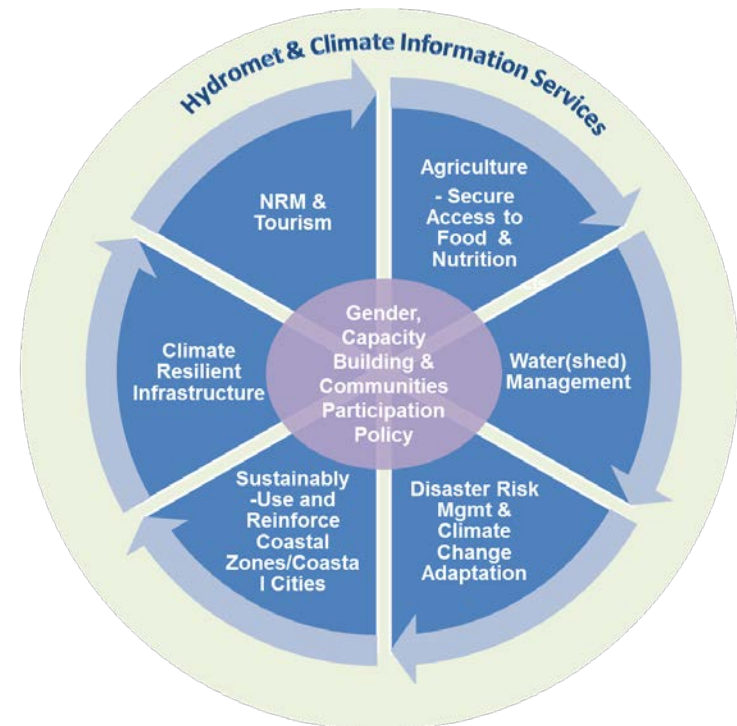 Hydromet & Climate Information Services
NRM &
Tourism
Agriculture
- Secure
Access to
Food &
Nutrition
Gender,
Capacity
Building &
Communities
Participation
Policy
Climate
Resilient
Infrastructure
Water(shed)
Management
Sustainably
-Use and
Reinforce
Coastal
Zones/Coasta
l Cities
Disaster Risk
Mgmt &
Climate
Change
Adaptation